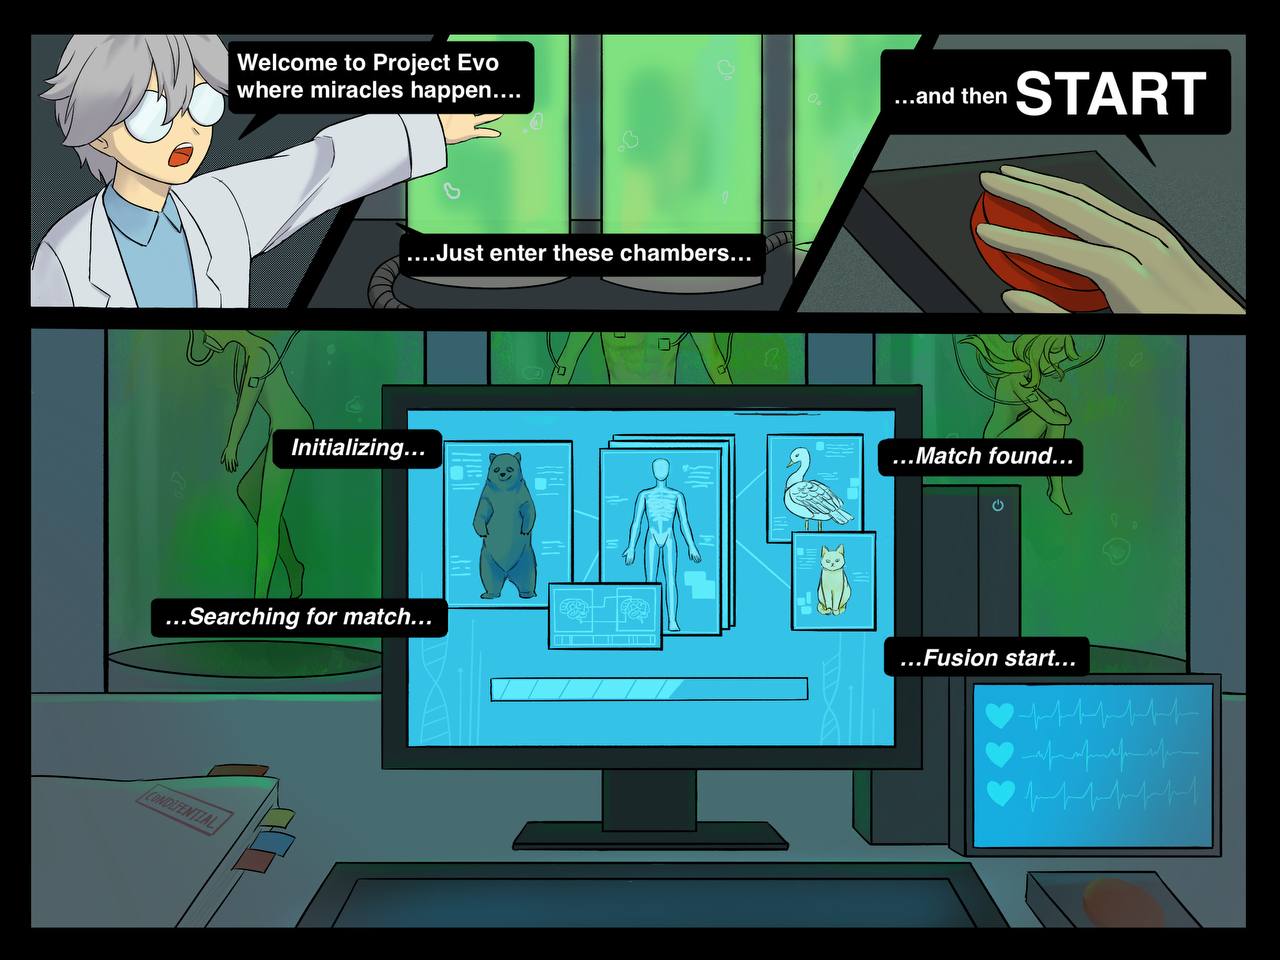 Welcome to Project Evo
where miracles happen....
....Just enter these chambers...
...and then START
Initializing...
...Match found...
...Searching for match...
...Fusion start...
CONDIFENTIAL